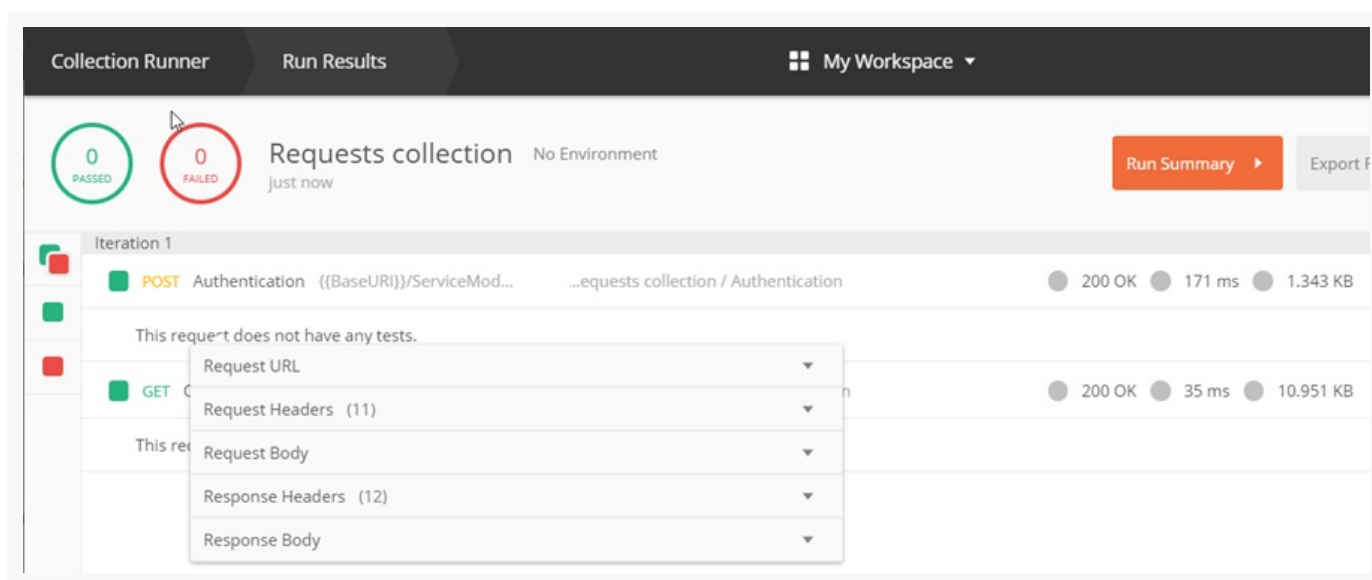 Collection Runner Run Results My Workspace
0 PASSED
0 FAILED
Requests collection No Environment
just now
Run Summary
Export
Iteration 1
POST Authentication {{BaseURI}}/ServiceMod... ...equests collection / Authentication 200 OK 171 ms 1.343 KB
This request does not have any tests.
Request URL
GET 200 OK 35 ms 10.951 KB
Request Headers (11)
This
Request Body
Response Headers (12)
Response Body